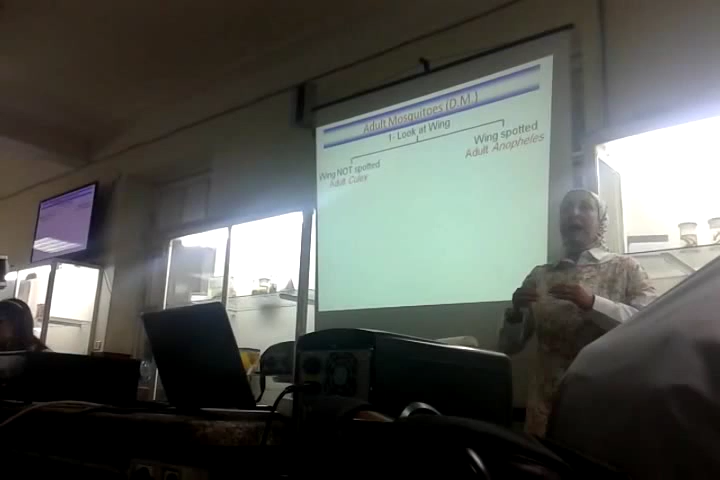 Adult Mosquitoes (D.M.)
1- Look at Wing
Wing NOT spotted
Adult Culex
Wing spotted
Adult Anopheles